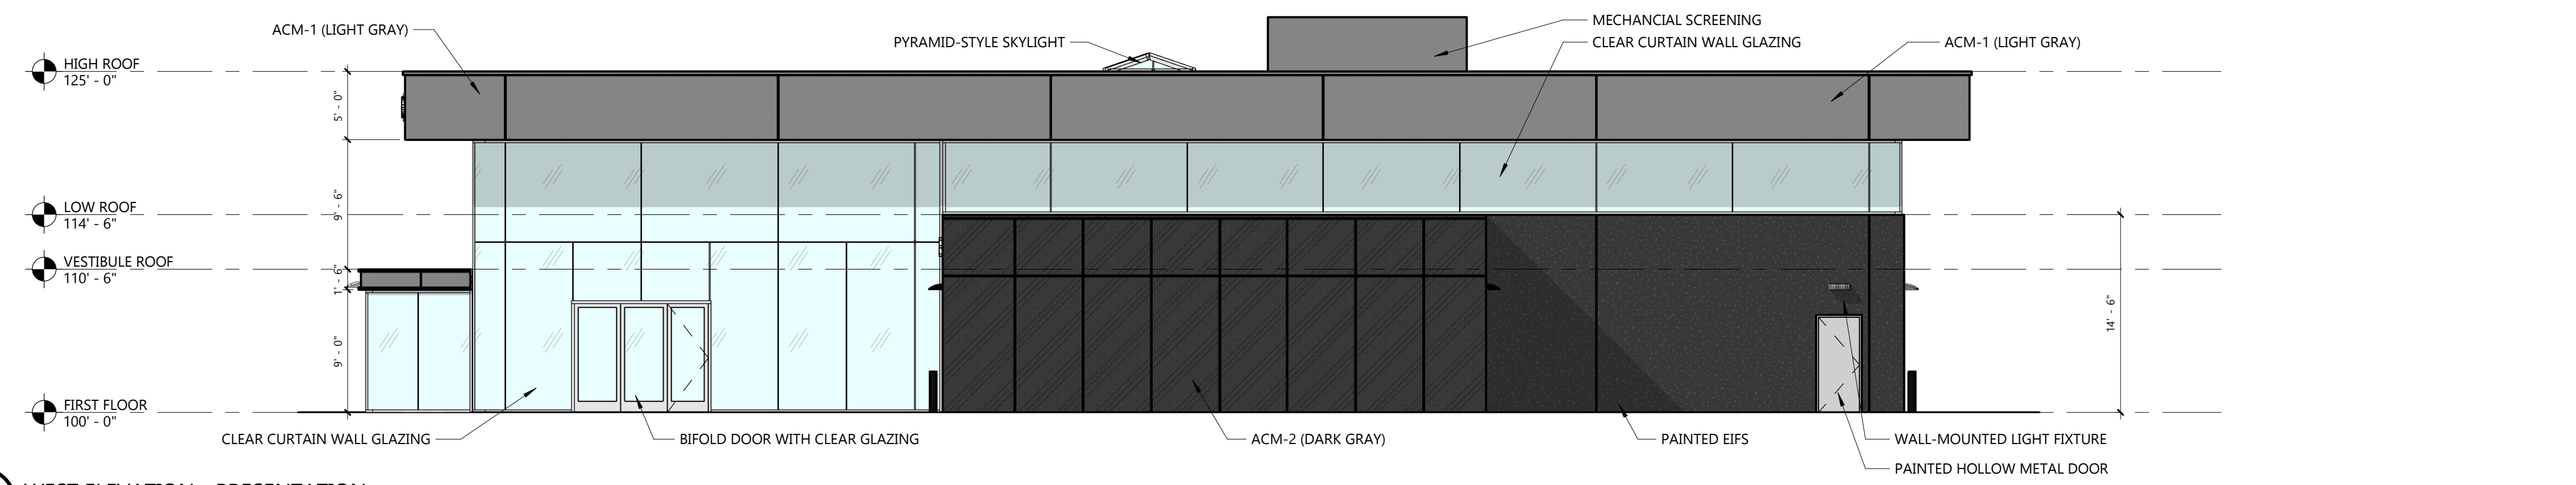 ACM-1 (LIGHT GRAY)
PYRAMID-STYLE SKYLIGHT
MECHANCIAL SCREENING
CLEAR CURTAIN WALL GLAZING
ACM-1 (LIGHT GRAY)
HIGH ROOF
125' - 0"
5' - 0"
9' - 6"
LOW ROOF
114' - 6"
VESTIBULE ROOF
110' - 6"
1' - 6"
9' - 0"
14' - 6"
FIRST FLOOR
100' - 0"
CLEAR CURTAIN WALL GLAZING
BIFOLD DOOR WITH CLEAR GLAZING
ACM-2 (DARK GRAY)
PAINTED EIFS
WALL-MOUNTED LIGHT FIXTURE
PAINTED HOLLOW METAL DOOR
WEST ELEVATION - PRESENTATION